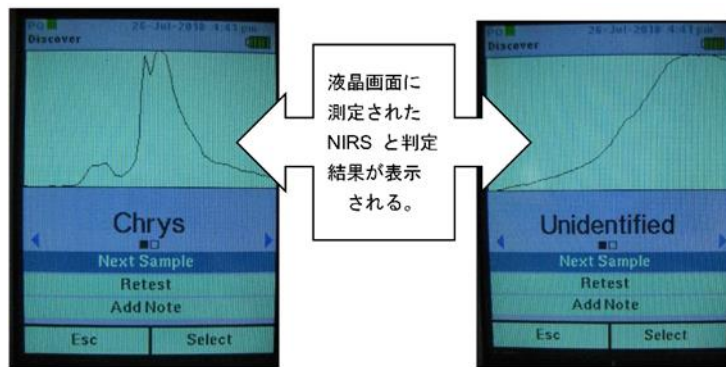 PO
26-Jul-2010 4:43 pm
Discover
Chrys
Next Sample
Retest
Add Note
Esc Select
液晶画面に
測定された
NIRS と判定
結果が表示
される。
26-Jul-2010 4:41 pm
Discover
Unidentified
Next Sample
Retest
Add Note
Esc Select